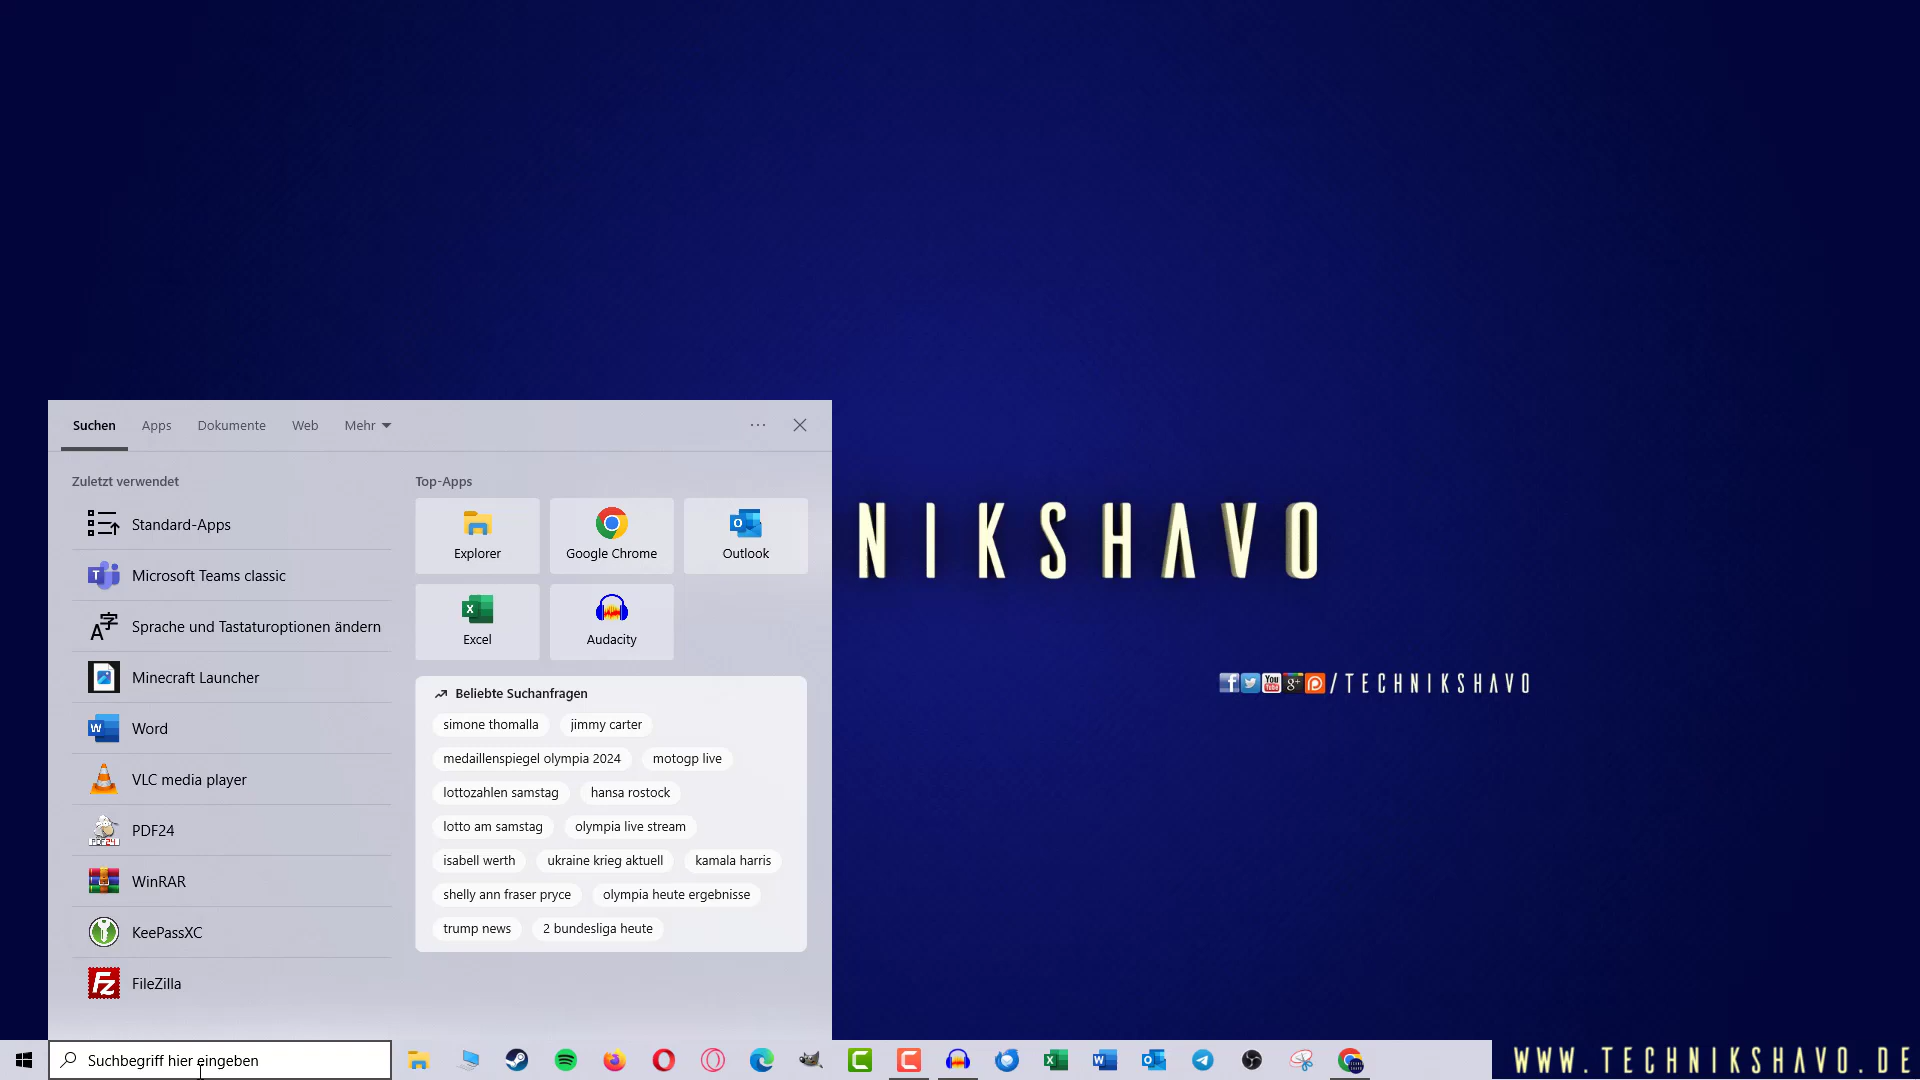 Suchen Apps Dokumente Web Mehr
Zuletzt verwendet
Standard-Apps
Microsoft Teams classic
Sprache und Tastaturoptionen ändern
Minecraft Launcher
Word
VLC media player
PDF24
WinRAR
KeePassXC
FileZilla
Top-Apps
Explorer
Google Chrome
Outlook
Excel
Audacity
Beliebte Suchanfragen
simone thomalla jimmy carter
medaillenspiegel olympia 2024 motogp live
lottozahlen samstag hansa rostock
lotto am samstag olympia live stream
isabell werth ukraine krieg aktuell kamala harris
shelly ann fraser pryce olympia heute ergebnisse
trump news 2 bundesliga heute
NIKSHAVO
/TECHNIKSHAVO
Suchbegriff hier eingeben
WWW.TECHNIKSHAVO.DE